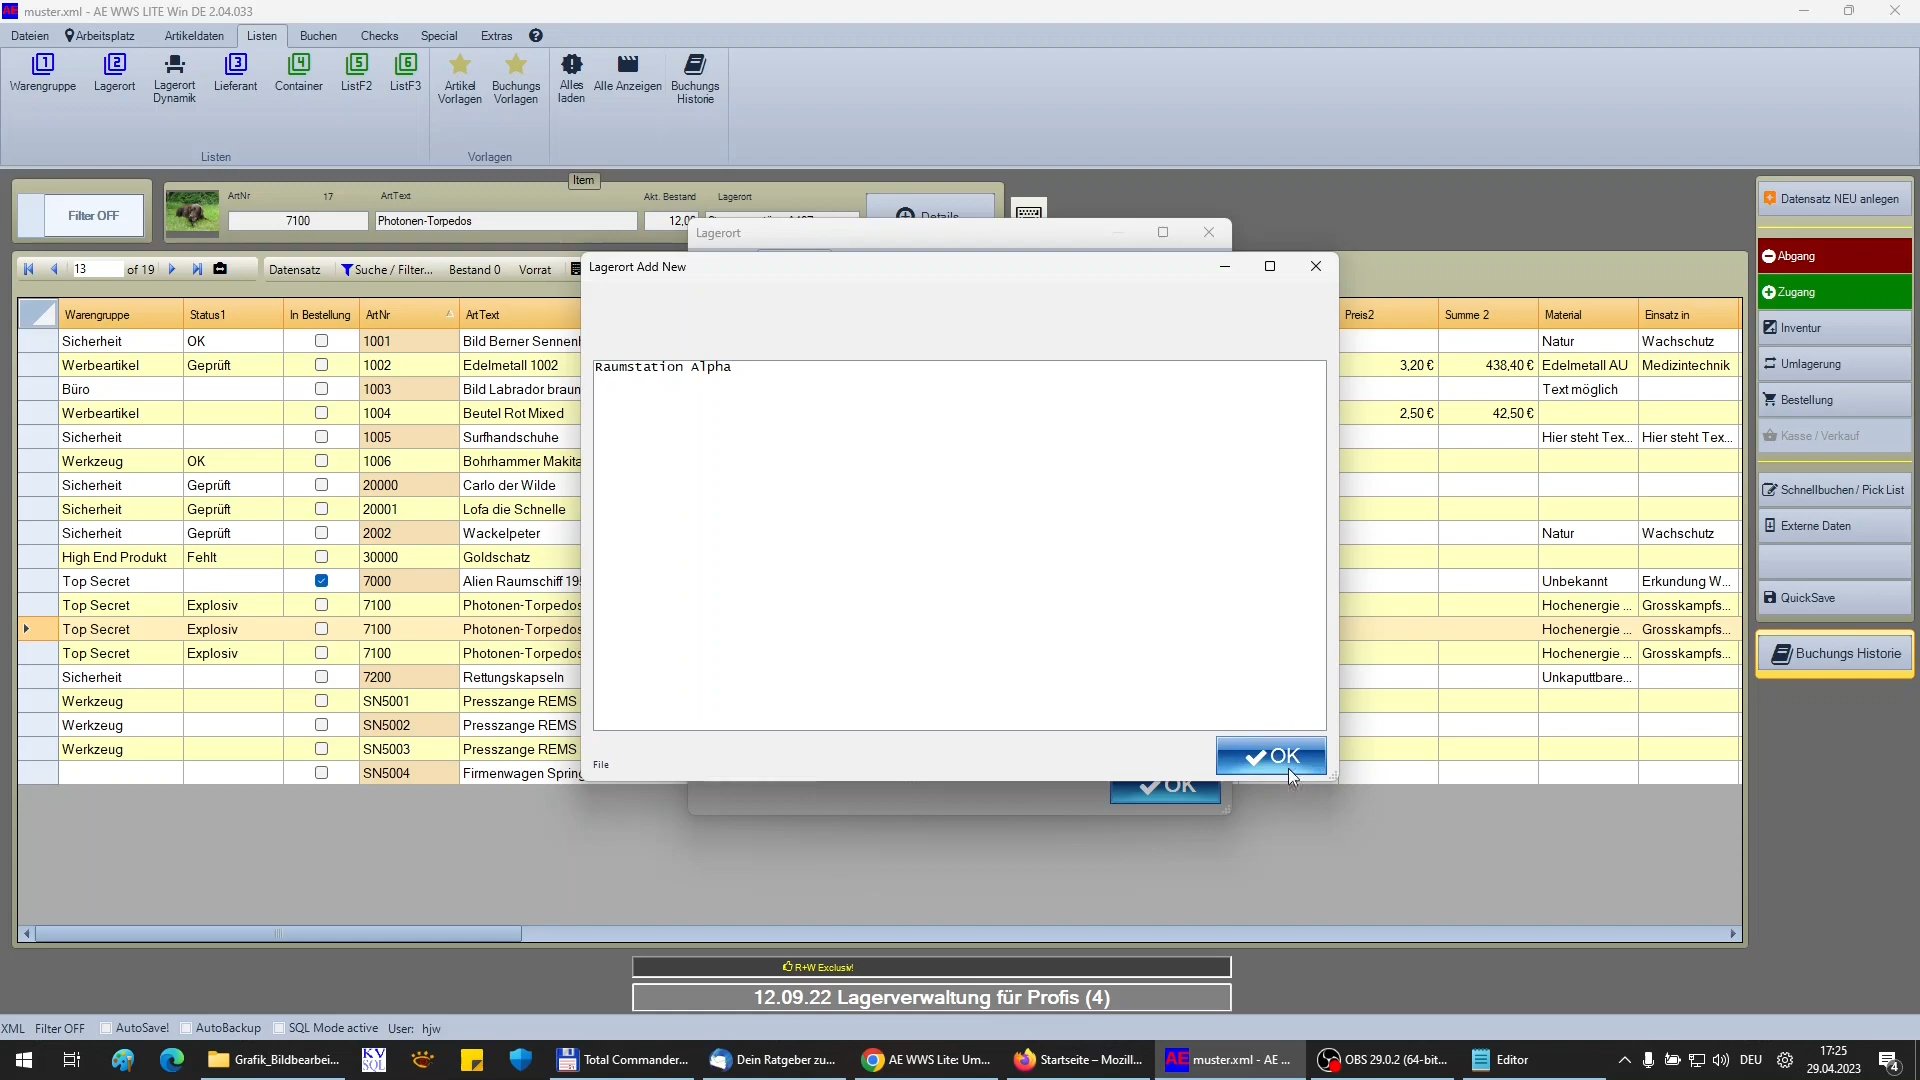 muster.xml - AE WWS LITE Win DE 2.04.033
Dateien Arbeitsplatz Artikeldaten Listen Buchen Checks Special Extras
Warengruppe Lagerort Lagerort Dynamik Lieferant Container ListF2 ListF3 Artikel Vorlagen Buchungs Vorlagen Alles laden Alle Anzeigen Buchungs Historie
Listen Vorlagen
Item
Filter OFF
ArtNr 17 ArtText Akt. Bestand Lagerort
7100 Photonen-Torpedos
Details
Datensatz NEU anlegen
Lagerort
Lagerort Add New
13 of 19 Datensatz Suche / Filter... Bestand 0 Vorrat
Warengruppe Status1 In Bestellung ArtNr ArtText Preis2 Summe 2 Material Einsatz in
Sicherheit OK 1001 Bild Berner Natur Wachschutz
Werbeartikel Geprüft 1002 Edelmetall 1002 3,20 € 438,40 € Edelmetall AU Medizintechnik
Büro 1003 Bild Labrador braun Text möglich
Werbeartikel 1004 Beutel Rot Mixed 2,50 € 42,50 €
Sicherheit 1005 Surfhandschuhe Hier steht Tex... Hier steht Tex...
Werkzeug OK 1006 Bohrhammer Makita
Sicherheit Geprüft 20000 Carlo der Wilde
Sicherheit Geprüft 20001 Lofa die Schnelle
Sicherheit Geprüft 2002 Wackelpeter Natur Wachschutz
High End Produkt Fehlt 30000 Goldschatz
Top Secret 7000 Alien Raumschiff Unbekannt Erkundung W...
Top Secret Explosiv 7100 Photonen-Torpedos Hochenergie ... Grosskampfs...
Top Secret Explosiv 7100 Photonen-Torpedos Hochenergie ... Grosskampfs...
Top Secret Explosiv 7100 Photonen-Torpedos Hochenergie ... Grosskampfs...
Sicherheit 7200 Rettungskapseln Unkaputtbare...
Werkzeug SN5001 Presszange REMS
Werkzeug SN5002 Presszange REMS
Werkzeug SN5003 Presszange REMS
SN5004 Firmenwagen
Raumstation Alpha
File
OK
OK
Abgang
Zugang
Inventur
Umlagerung
Bestellung
Kasse / Verkauf
Schnellbuchen / Pick List
Externe Daten
QuickSave
Buchungs Historie
R+W Exclusiv!
12.09.22 Lagerverwaltung für Profis (4)
XML Filter OFF AutoSave! AutoBackup SQL Mode active User: hjw
Grafik_Bildbearbei... KV SQL Total Commander... Dein Ratgeber zu... AE WWS Lite: Um... Startseite – Mozill... AE muster.xml - AE ... OBS 29.0.2 (64-bit... Editor DEU 17:25
29.04.2023 4